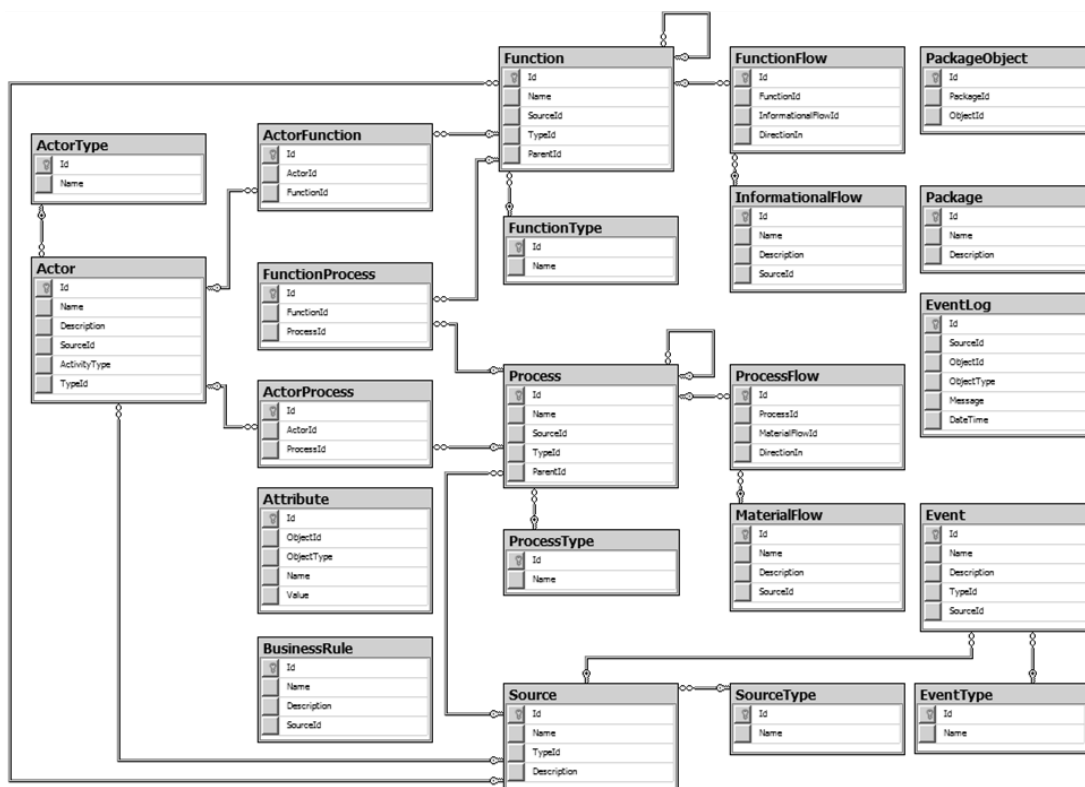 Function
Id
Name
SourceId
TypeId
ParentId
FunctionFlow
Id
FunctionId
InformationalFlowId
DirectionIn
PackageObject
Id
PackageId
ObjectId
ActorType
Id
Name
ActorFunction
Id
ActorId
FunctionId
InformationalFlow
Id
Name
Description
SourceId
Package
Id
Name
Description
FunctionType
Id
Name
Actor
Id
Name
Description
SourceId
ActivityType
TypeId
FunctionProcess
Id
FunctionId
ProcessId
EventLog
Id
SourceId
ObjectId
ObjectType
Message
DateTime
Process
Id
Name
SourceId
TypeId
ParentId
ProcessFlow
Id
ProcessId
MaterialFlowId
DirectionIn
ActorProcess
Id
ActorId
ProcessId
Attribute
Id
ObjectId
ObjectType
Name
Value
ProcessType
Id
Name
MaterialFlow
Id
Name
Description
SourceId
Event
Id
Name
Description
TypeId
SourceId
BusinessRule
Id
Name
Description
SourceId
Source
Id
Name
TypeId
Description
SourceType
Id
Name
EventType
Id
Name